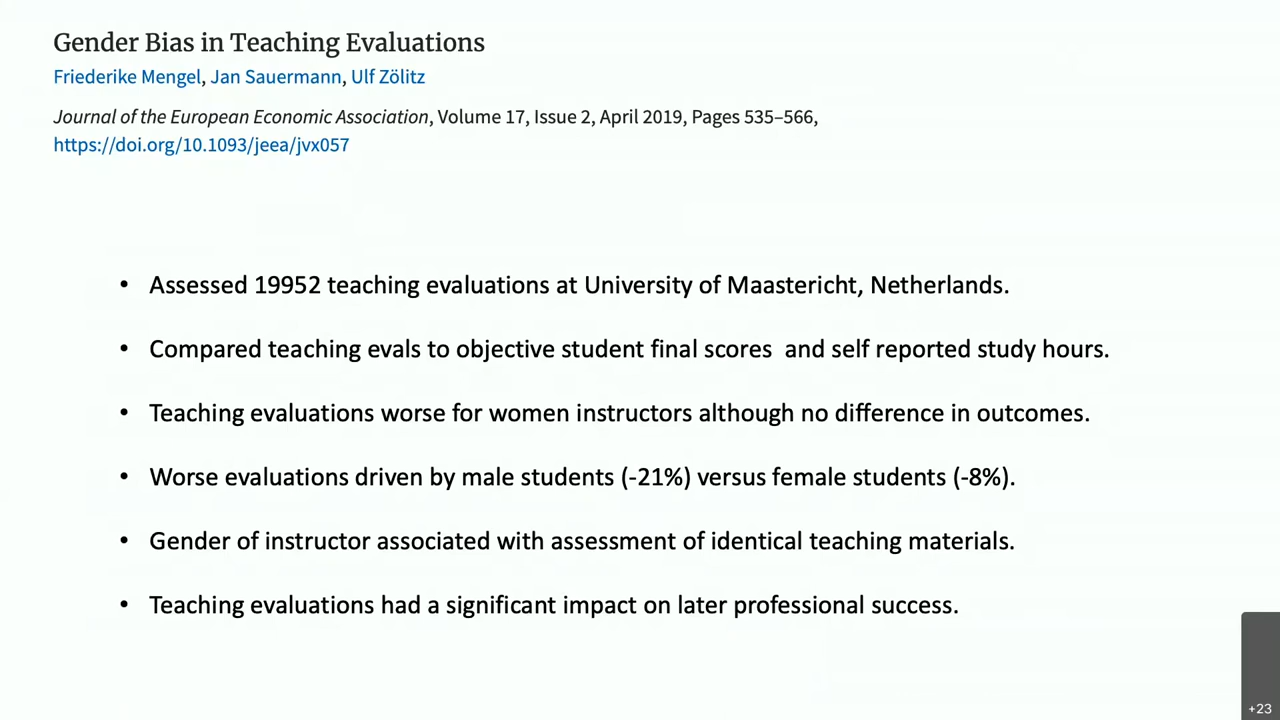 Gender Bias in Teaching Evaluations
Friederike Mengel, Jan Sauermann, Ulf Zölitz
Journal of the European Economic Association, Volume 17, Issue 2, April 2019, Pages 535–566,
https://doi.org/10.1093/jeea/jvx057
• Assessed 19952 teaching evaluations at University of Maastericht, Netherlands.
• Compared teaching evals to objective student final scores  and self reported study hours.
• Teaching evaluations worse for women instructors although no difference in outcomes.
• Worse evaluations driven by male students (-21%) versus female students (-8%).
• Gender of instructor associated with assessment of identical teaching materials.
• Teaching evaluations had a significant impact on later professional success.
+23